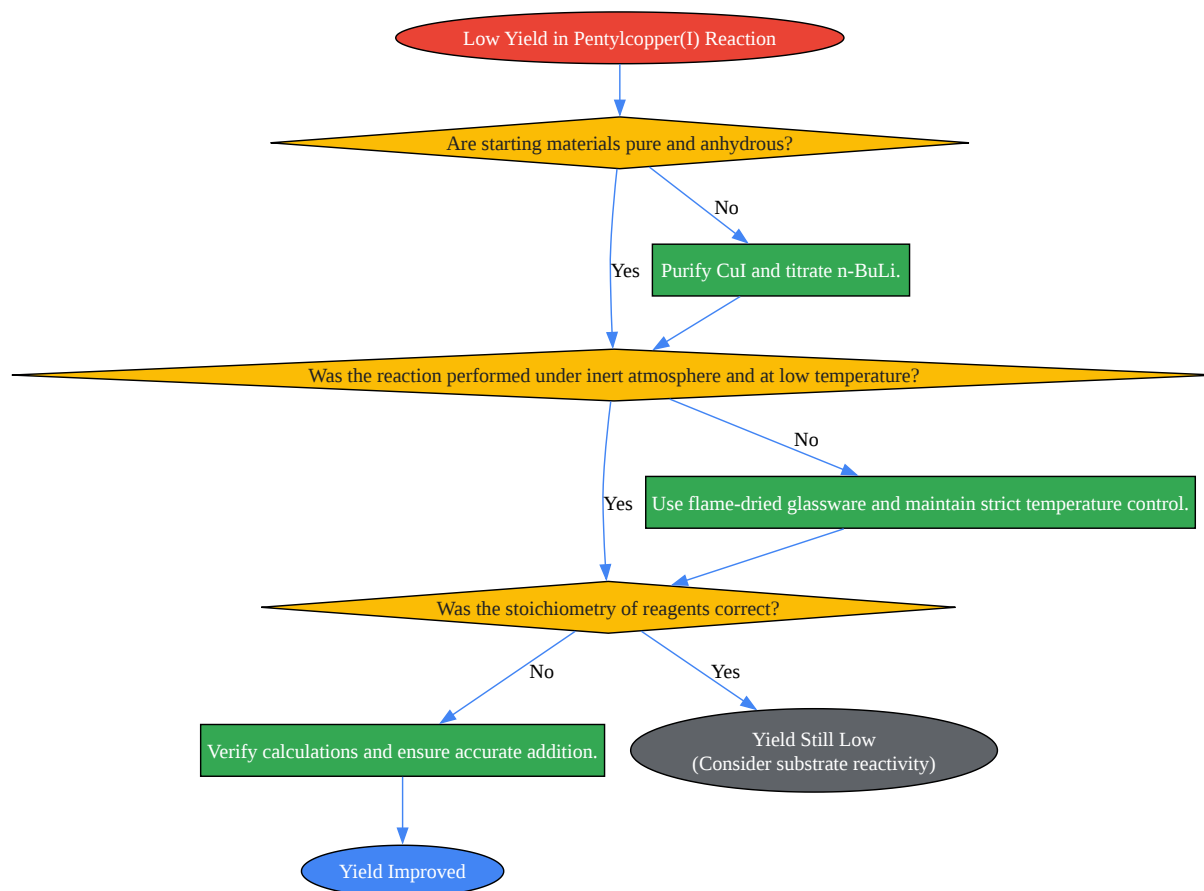 Low Yield in Pentylcopper(I) Reaction
Are starting materials pure and anhydrous?
No
Yes
Purify CuI and titrate n-BuLi.
Was the reaction performed under inert atmosphere and at low temperature?
No
Yes
Use flame-dried glassware and maintain strict temperature control.
Was the stoichiometry of reagents correct?
No
Yes
Verify calculations and ensure accurate addition.
Yield Still Low
(Consider substrate reactivity)
Yield Improved